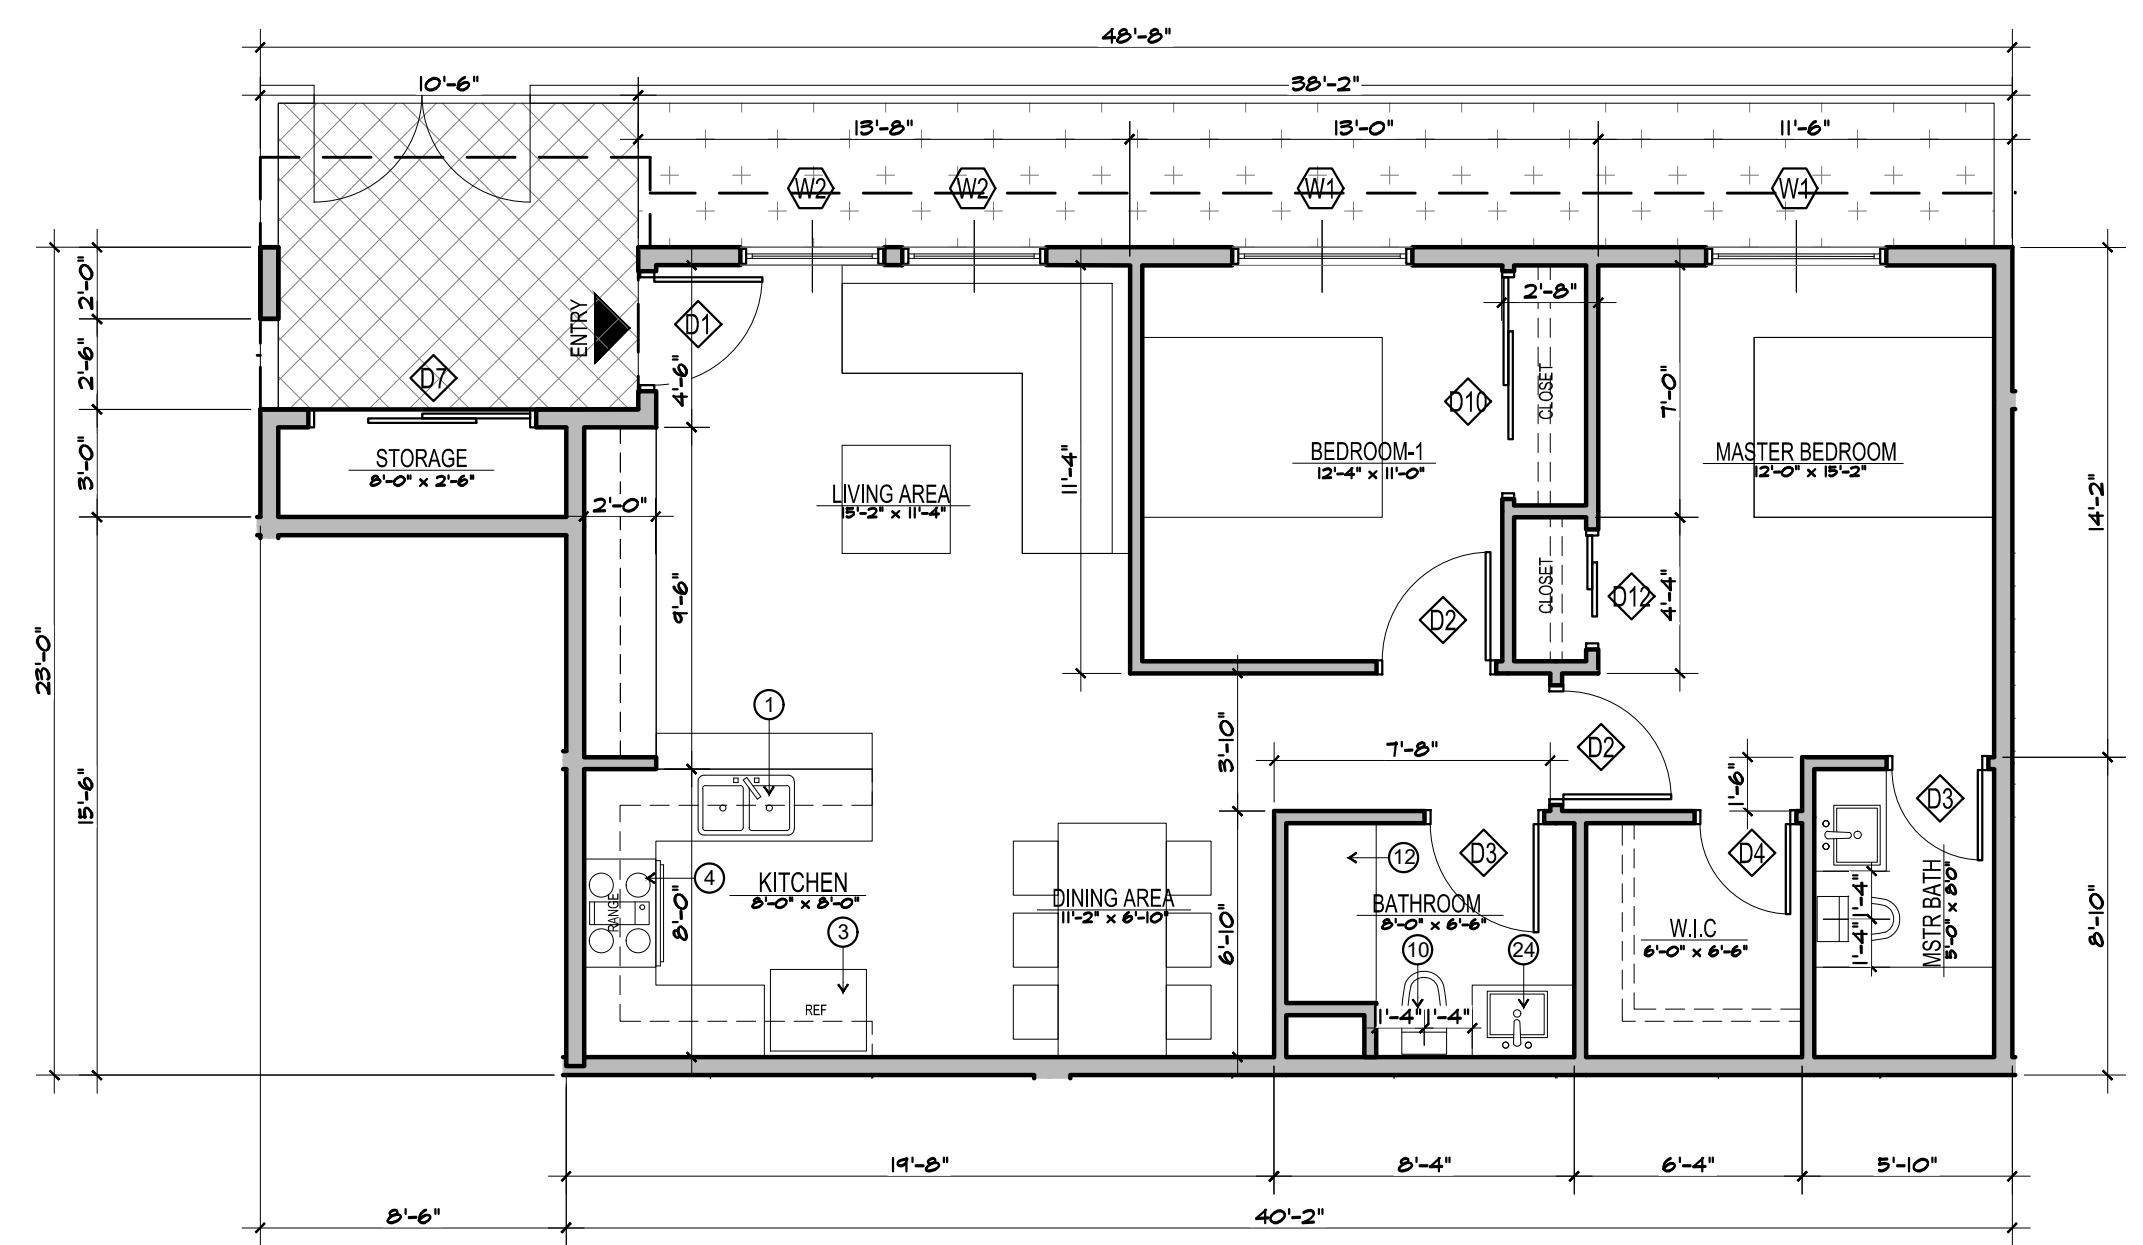 48'-8"
10'-6"
38'-2"
13'-8"
13'-0"
11'-6"
W2
W2
W1
W1
2'-0"
2'-6"
3'-0"
15'-6"
23'-0"
ENTRY
D1
D7
4'-6"
2'-8"
D10
CLOSET
7'-0"
STORAGE
8'-0" x 2'-6"
2'-0"
LIVING AREA
15'-2" x 11'-4"
11'-4"
BEDROOM-1
12'-4" x 11'-0"
MASTER BEDROOM
12'-0" x 15'-2"
14'-2"
9'-6"
D2
CLOSET
D12
4'-4"
1
3'-10"
7'-8"
D2
1'-6"
D3
4
RANGE
KITCHEN
8'-0" x 8'-0"
8'-0"
3
REF
DINING AREA
11'-2" x 6'-10"
6'-10"
12
D3
BATHROOM
8'-0" x 6'-6"
10
24
1'-4"
1'-4"
D4
W.I.C
6'-0" x 6'-6"
1'-4"
1'-4"
MSTR BATH
5'-0" x 8'0"
8'-10"
19'-8"
8'-4"
6'-4"
5'-10"
8'-6"
40'-2"